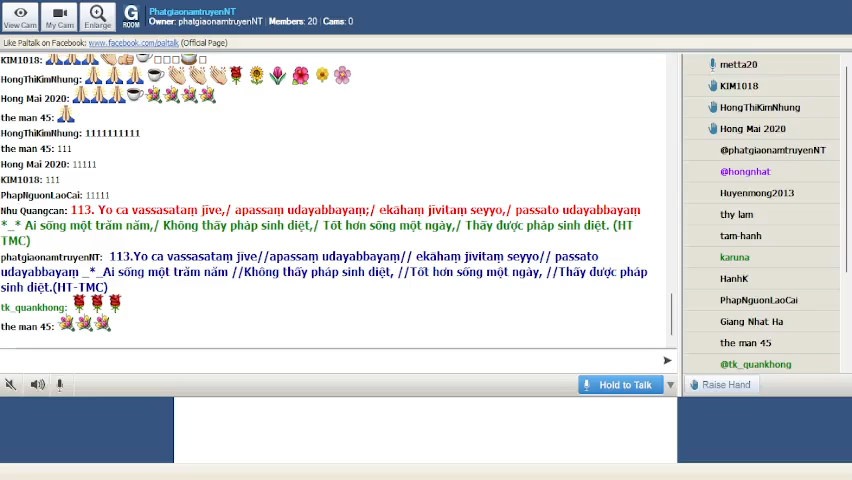 PhatgiaonamtruyenNT
Owner: phatgiaonamtruyenNT | Members: 20 | Cams: 0
View Cam
My Cam
Enlarge
G
ROOM
Like Paltalk on Facebook: www.facebook.com/paltalk (Official Page)
KIM1018:
HongThiKimNhung:
Hong Mai 2020:
the man 45:
HongThiKimNhung: 1111111111
the man 45: 111
Hong Mai 2020: 11111
KIM1018: 111
PhapNguonLaoCai: 11111
Nhu Quangcan: 113. Yo ca vassasataṃ jīve,/ apassaṃ udayabbayaṃ;/ ekāhaṃ jīvitaṃ seyyo,/ passato udayabbayaṃ
*_* Ai sống một trăm năm,/ Không thấy pháp sinh diệt,/ Tốt hơn sống một ngày,/ Thấy được pháp sinh diệt. (HT
TMC)
phatgiaonamtruyenNT: 113.Yo ca vassasataṃ jīve//apassaṃ udayabbayaṃ// ekāhaṃ jīvitaṃ seyyo// passato
udayabbayaṃ _*_Ai sống một trăm năm //Không thấy pháp sinh diệt, //Tốt hơn sống một ngày, //Thấy được pháp
sinh diệt.(HT-TMC)
tk_quankhong:
the man 45:
Hold to Talk
metta20
KIM1018
HongThiKimNhung
Hong Mai 2020
@phatgiaonamtruyenNT
@hongnhat
Huyenmong2013
thy lam
tam-hanh
karuna
HanhK
PhapNguonLaoCai
Giang Nhat Ha
the man 45
@tk_quankhong
Raise Hand